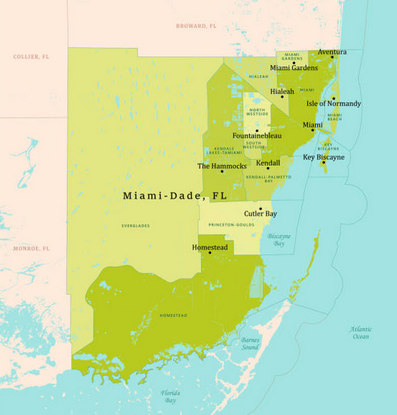 BROWARD, FL
COLLIER, FL
Aventura
MIAMI
GARDENS
Miami Gardens
HIALEAH
Hialeah
MIAMI
Isle of Normandy
NORTH
WESTSIDE
MIAMI
BEACH
Miami
Fountainebleau
SOUTH
WESTSIDE
KENDALE
LAKES-TAMIAMI
KEY
BISCAYNE
Key Biscayne
The Hammocks
Kendall
KENDALL-PALMETTO
BAY
Miami-Dade, FL
Cutler Bay
EVERGLADES
PRINCETON-GOULDS
Biscayne
Bay
MONROE, FL
Homestead
HOMESTEAD
Atlantic
Ocean
Barnes
Sound
Florida
Bay